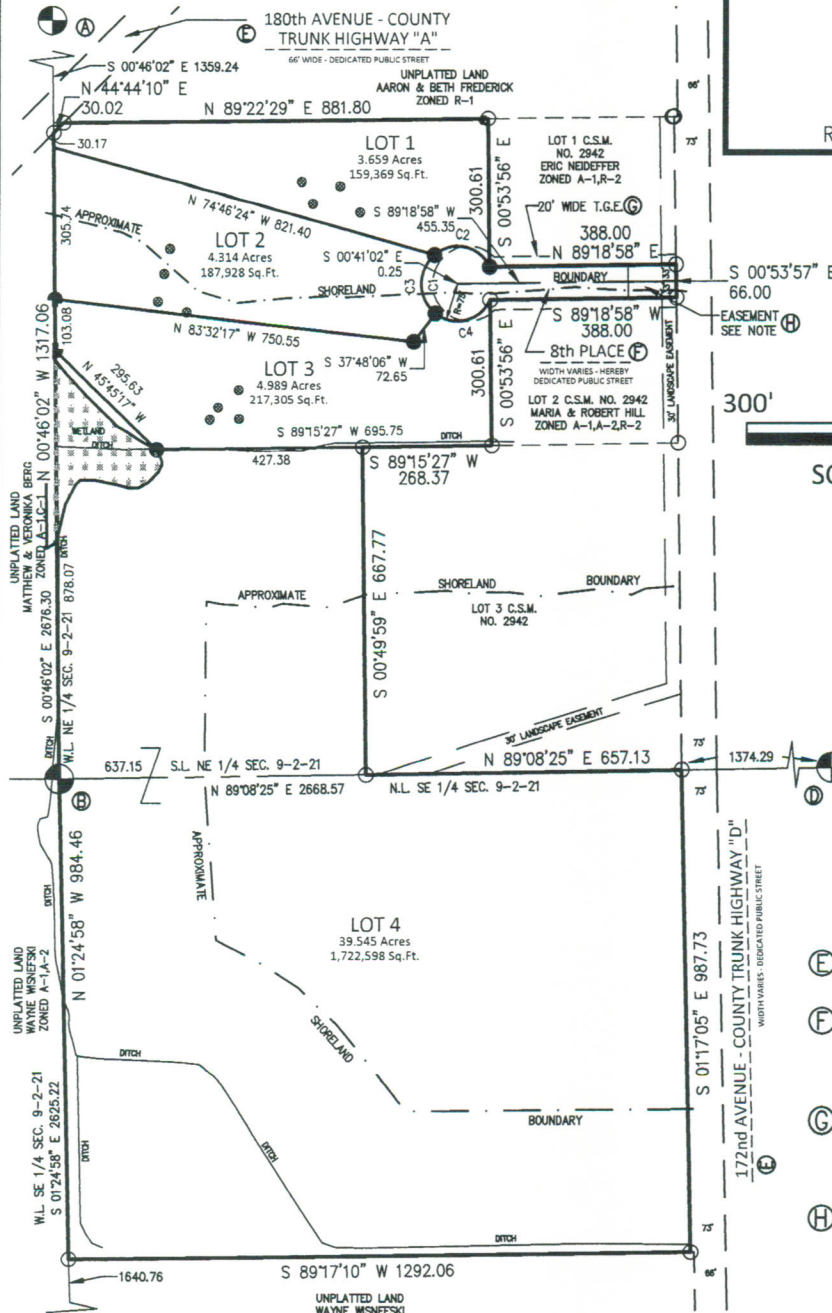 Ⓐ
180th AVENUE - COUNTY
TRUNK HIGHWAY "A"
Ⓔ
66' WIDE - DEDICATED PUBLIC STREET
S 00°46'02" E 1359.24
N 44°44'10" E
30.02
N 89°22'29" E 881.80
UNPLATTED LAND
AARON & BETH FREDERICK
ZONED R-1
66'
73'
R
30.17
LOT 1
3.659 Acres
159,369 Sq.Ft.
S 00°53'56" E
300.61
LOT 1 C.S.M.
NO. 2942
ERIC NEIDEFFER
ZONED A-1,R-2
20' WIDE T.G.E. Ⓖ
N 74°46'24" W 821.40
S 89°18'58" W
455.35
388.00
N 89°18'58" E
305.74
APPROXIMATE
LOT 2
4.314 Acres
187,928 Sq.Ft.
S 00°41'02" E
0.25
C2
C1
C3
C4
R=75'
SHORELAND
BOUNDARY
33'
33'
S 00°53'57" E
66.00
EASEMENT
SEE NOTE Ⓗ
S 89°18'58" W
388.00
8th PLACE Ⓕ
WIDTH VARIES - HEREBY
DEDICATED PUBLIC STREET
N 83°32'17" W 750.55
S 37°48'06" W
72.65
103.08
N 00°46'02" W 1317.06
LOT 3
4.989 Acres
217,305 Sq.Ft.
295.63
N 45°45'17" W
S 00°53'56" E
300.61
LOT 2 C.S.M. NO. 2942
MARIA & ROBERT HILL
ZONED A-1,A-2,R-2
30' LANDSCAPE EASEMENT
300'
SC
WETLAND
DITCH
S 89°15'27" W 695.75
DITCH
427.38
S 89°15'27" W
268.37
UNPLATTED LAND
MATTHEW & VERONIKA BERG
ZONED A-1,C-1
DITCH
S 00°46'02" E 2676.30
W.L. NE 1/4 SEC. 9-2-21
878.07
DITCH
S 00°49'59" E 667.77
APPROXIMATE
SHORELAND
BOUNDARY
LOT 3 C.S.M.
NO. 2942
30' LANDSCAPE EASEMENT
637.15
S.L. NE 1/4 SEC. 9-2-21
N 89°08'25" E 2668.57
N 89°08'25" E 657.13
N.L. SE 1/4 SEC. 9-2-21
73'
73'
1374.29
Ⓑ
Ⓓ
DITCH
N 01°24'58" W 984.46
APPROXIMATE
LOT 4
39.545 Acres
1,722,598 Sq.Ft.
SHORELAND
BOUNDARY
S 01°17'05" E 987.73
172nd AVENUE - COUNTY TRUNK HIGHWAY "D"
WIDTH VARIES - DEDICATED PUBLIC STREET
Ⓔ
Ⓔ
Ⓕ
Ⓖ
Ⓗ
UNPLATTED LAND
WAYNE WISNEFSKI
ZONED A-1,A-2
DITCH
DITCH
DITCH
DITCH
W.L. SE 1/4 SEC. 9-2-21
S 01°24'58" E 2625.22
73'
66'
1640.76
S 89°17'10" W 1292.06
UNPLATTED LAND
WAYNE WISNEFSKI